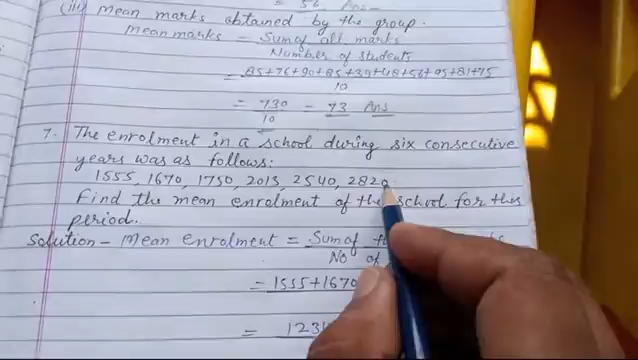 = 56 Ans
(iii) Mean marks obtained by the group.
Mean marks = Sum of all marks
Number of students
= 85+76+90+85+39+48+56+95+81+75
10
= 730 = 73 Ans
10
7. The enrolment in a school during six consecutive
years was as follows:
1555, 1670, 1750, 2013, 2540, 2820.
Find the mean enrolment of the school for this
period.
Solution - Mean enrolment = Sum of
No of
= 1555+1670
= 1234